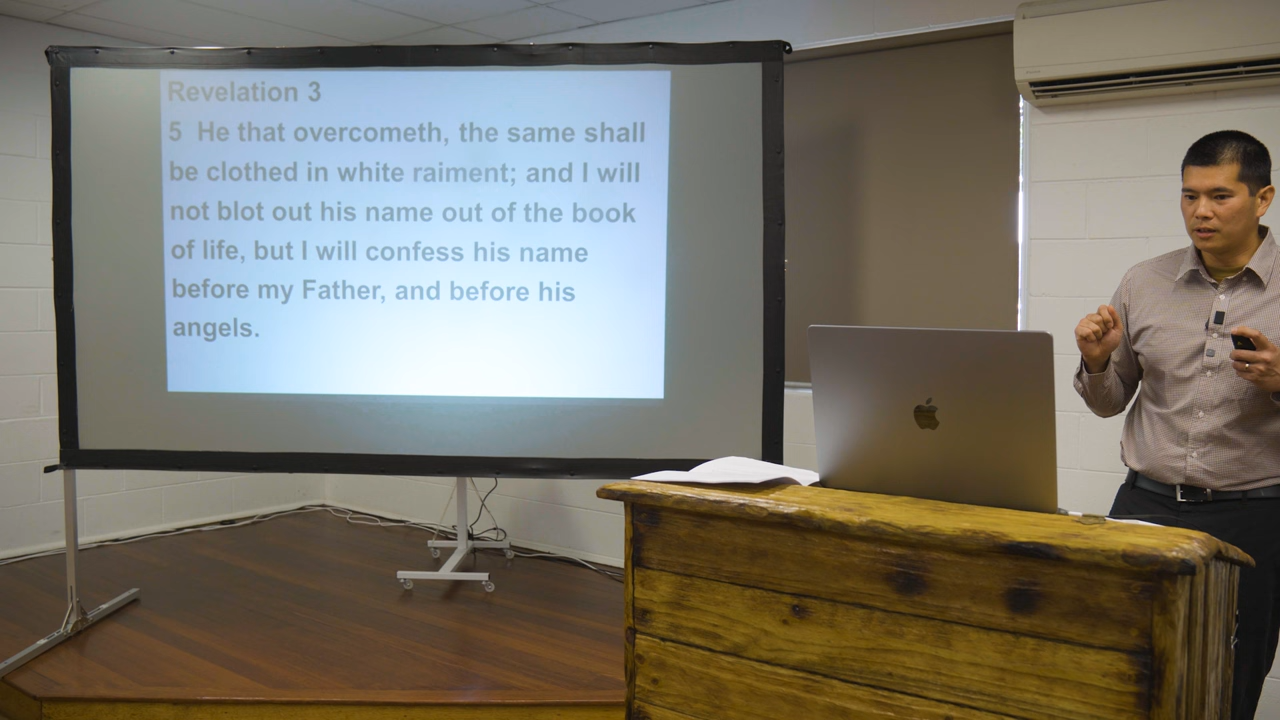 Revelation 3
5 He that overcometh, the same shall
be clothed in white raiment; and I will
not blot out his name out of the book
of life, but I will confess his name
before my Father, and before his
angels.